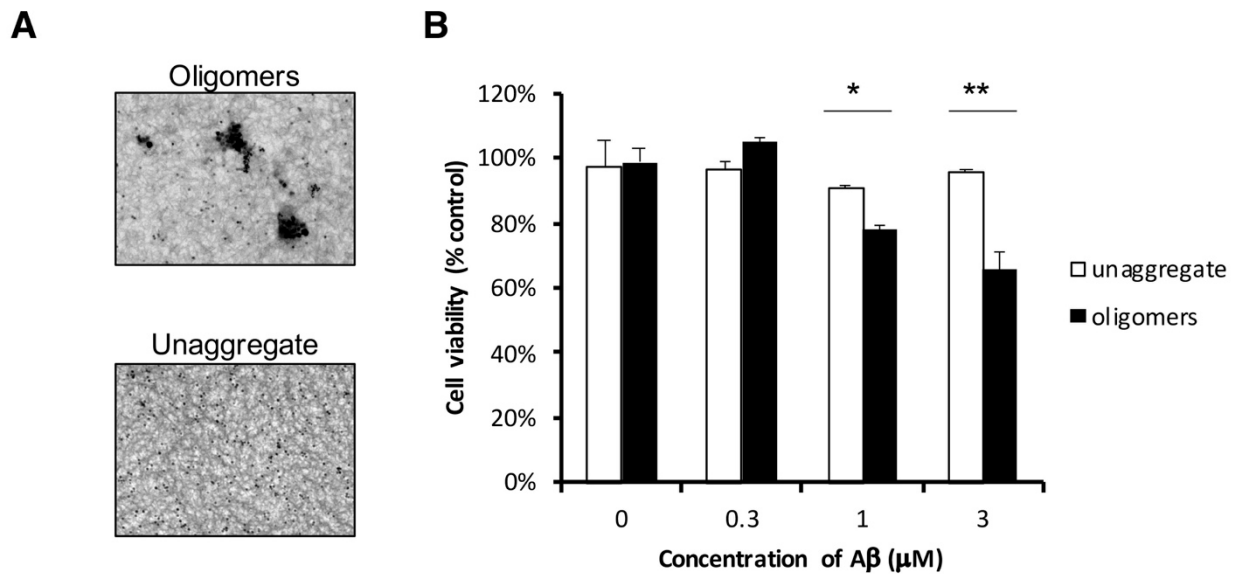 A
Oligomers
Unaggregate
B
120%
100%
80%
60%
40%
20%
0%
Cell viability (% control)
*
**
0
0.3
1
3
Concentration of Aβ (μM)
unaggregate
oligomers